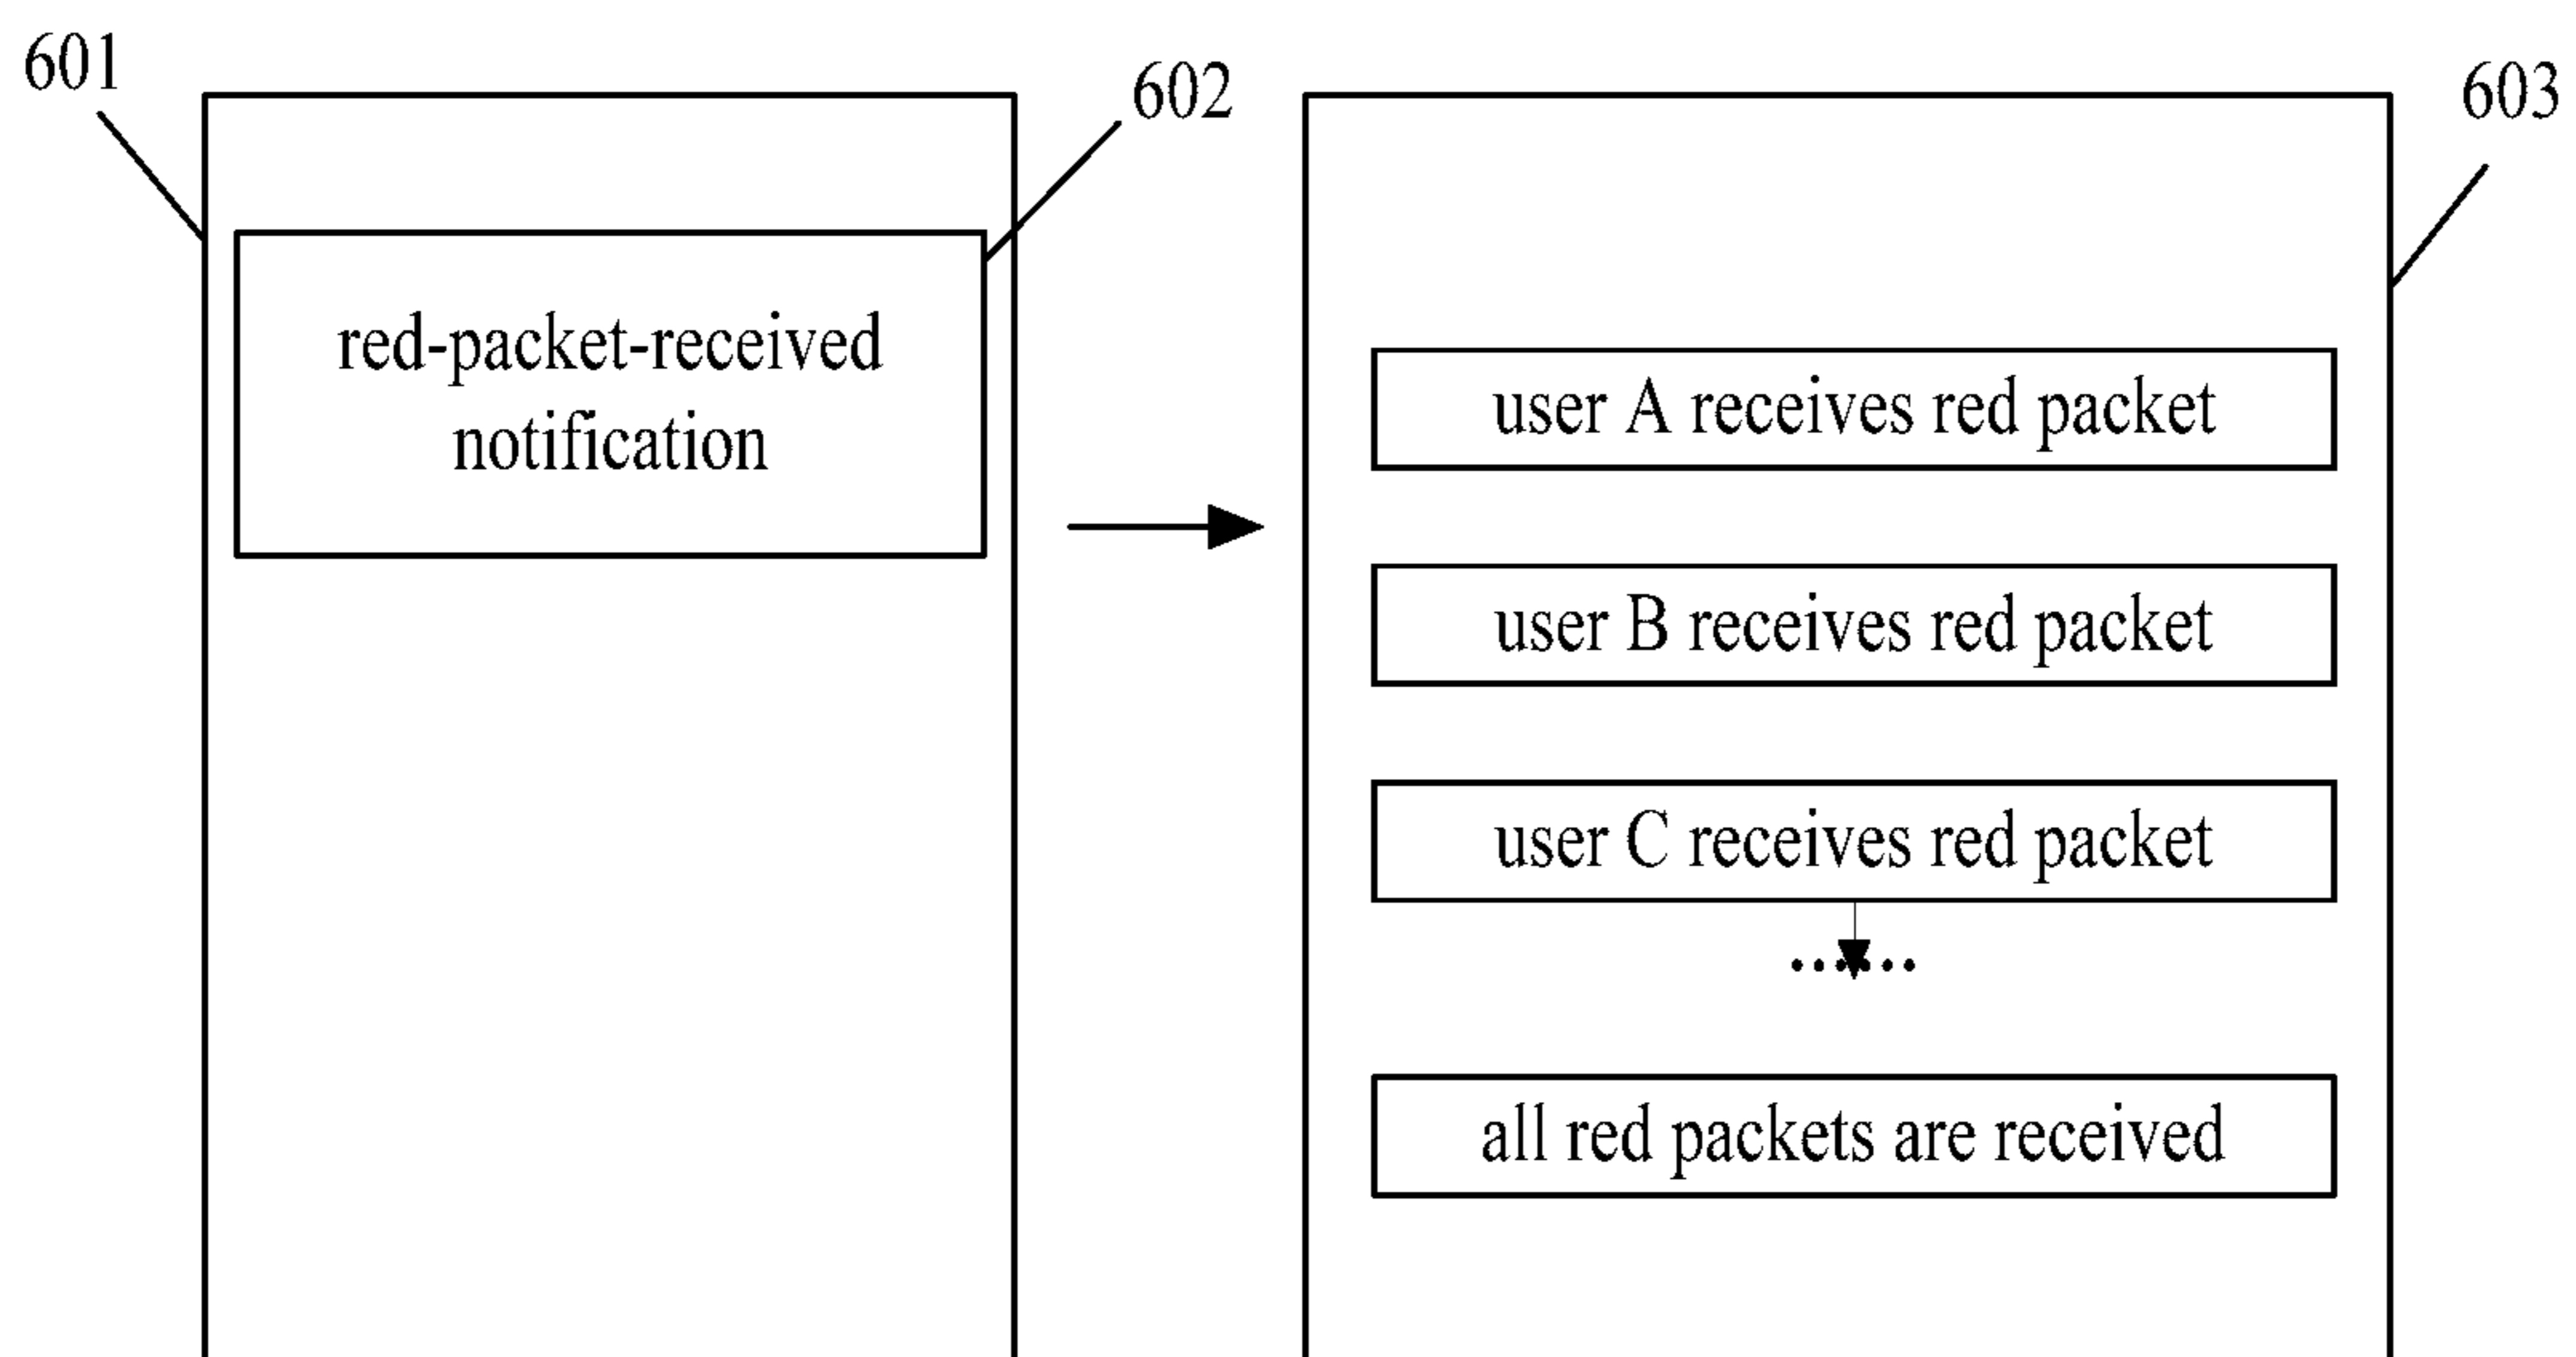 601
602
603
red-packet-received
notification
user A receives red packet
user B receives red packet
user C receives red packet
......
all red packets are received